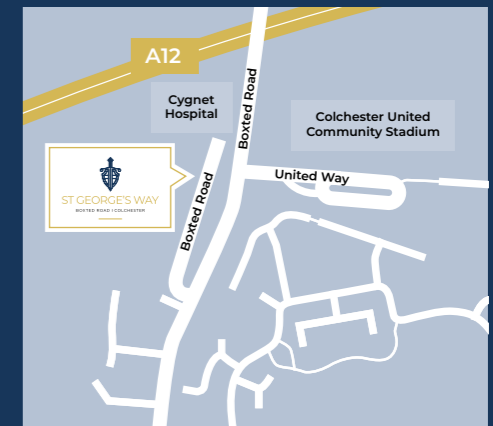 A12
Cygnet
Hospital
Boxted Road
Colchester United
Community Stadium
ST GEORGE'S WAY
BOXTED ROAD | COLCHESTER
Boxted Road
United Way